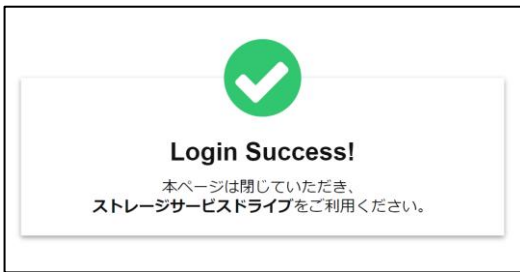 Login Success!
本ページは閉じていただき、
ストレージサービスドライブをご利用ください。